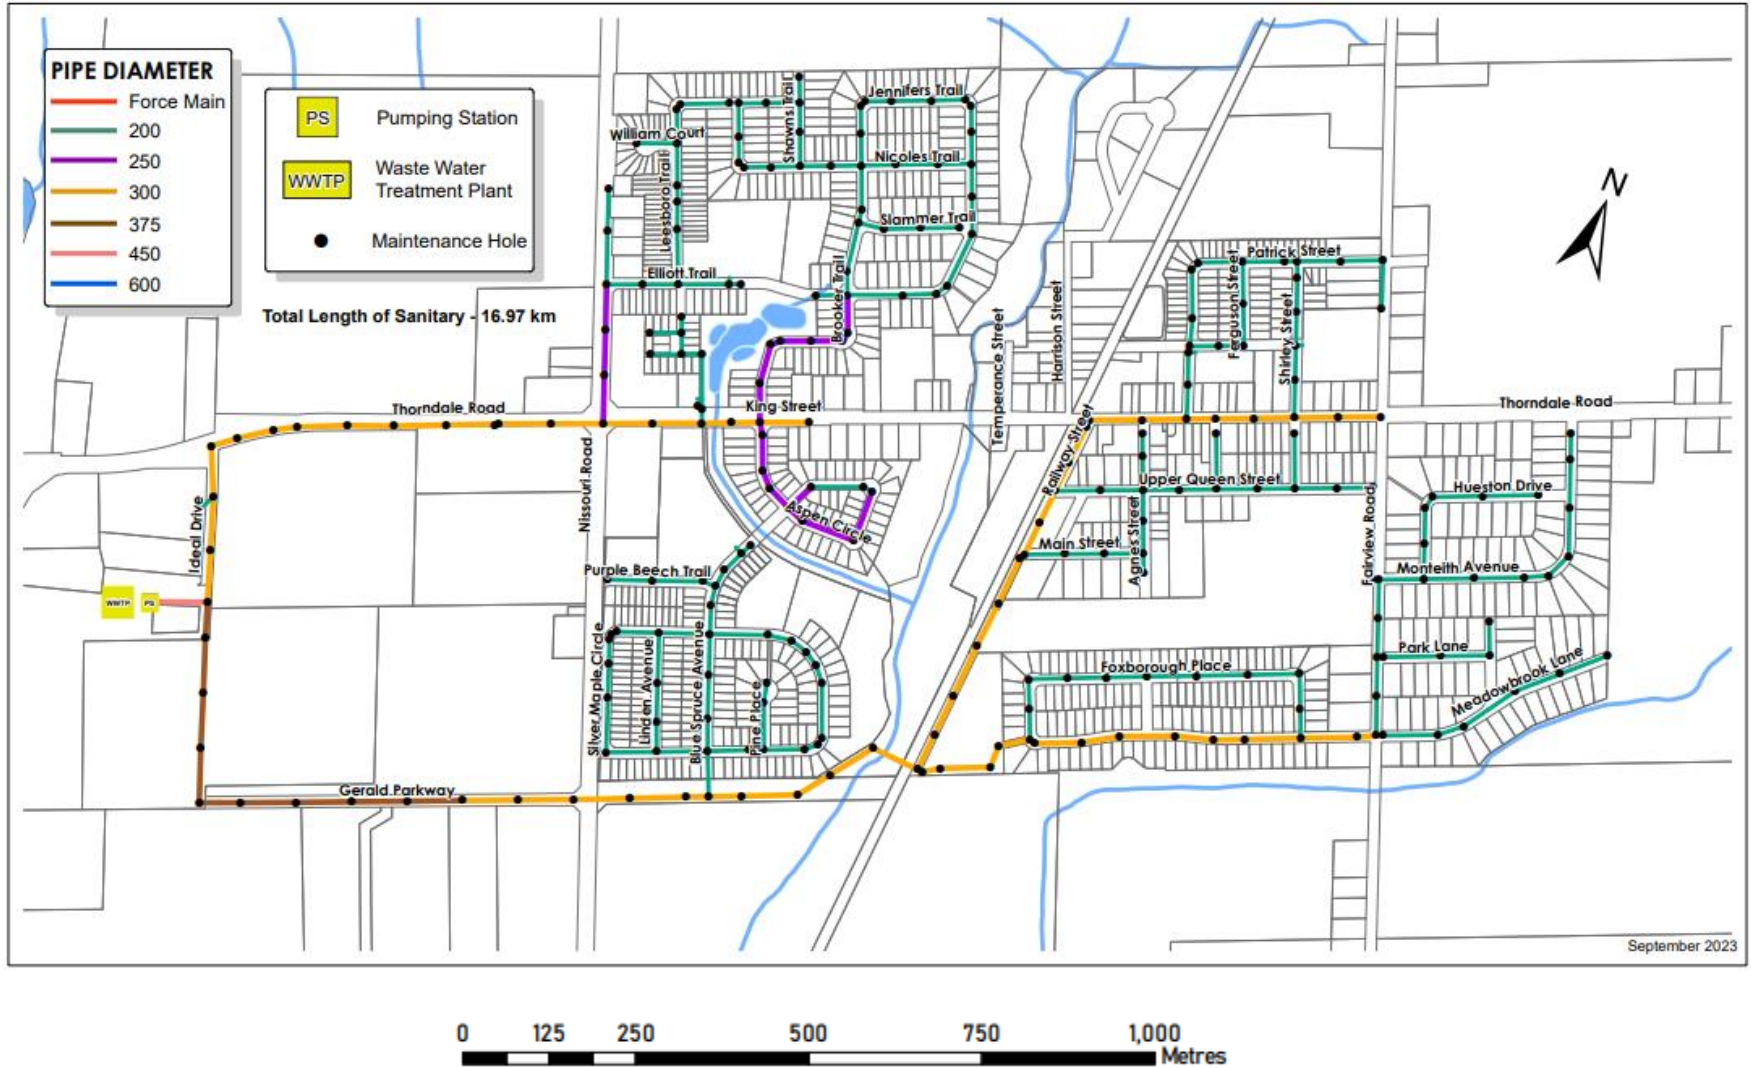 PIPE DIAMETER
Force Main
200
250
300
375
450
600
PS
Pumping Station
WWTP
Waste Water
Treatment Plant
Maintenance Hole
Total Length of Sanitary - 16.97 km
N
William Court
Shawns Trail
Jennifers Trail
Nicoles Trail
Leesboro Trail
Slammer Trail
Elliott Trail
Brooker Trail
Patrick Street
Ferguson Street
Shirley Street
Temperance Street
Harrison Street
Thorndale Road
King Street
Thorndale Road
Railway Street
Nissouri Road
Ideal Drive
Upper Queen Street
Agnes Street
Main Street
Fairview Road
Hueston Drive
Monteith Avenue
Aspen Circle
Purple Beech Trail
WWTP
PS
Silver Maple Circle
Linden Avenue
Blue Spruce Avenue
Pine Place
Foxborough Place
Park Lane
Meadowbrook Lane
Gerald Parkway
September 2023
0 125 250 500 750 1,000
Metres